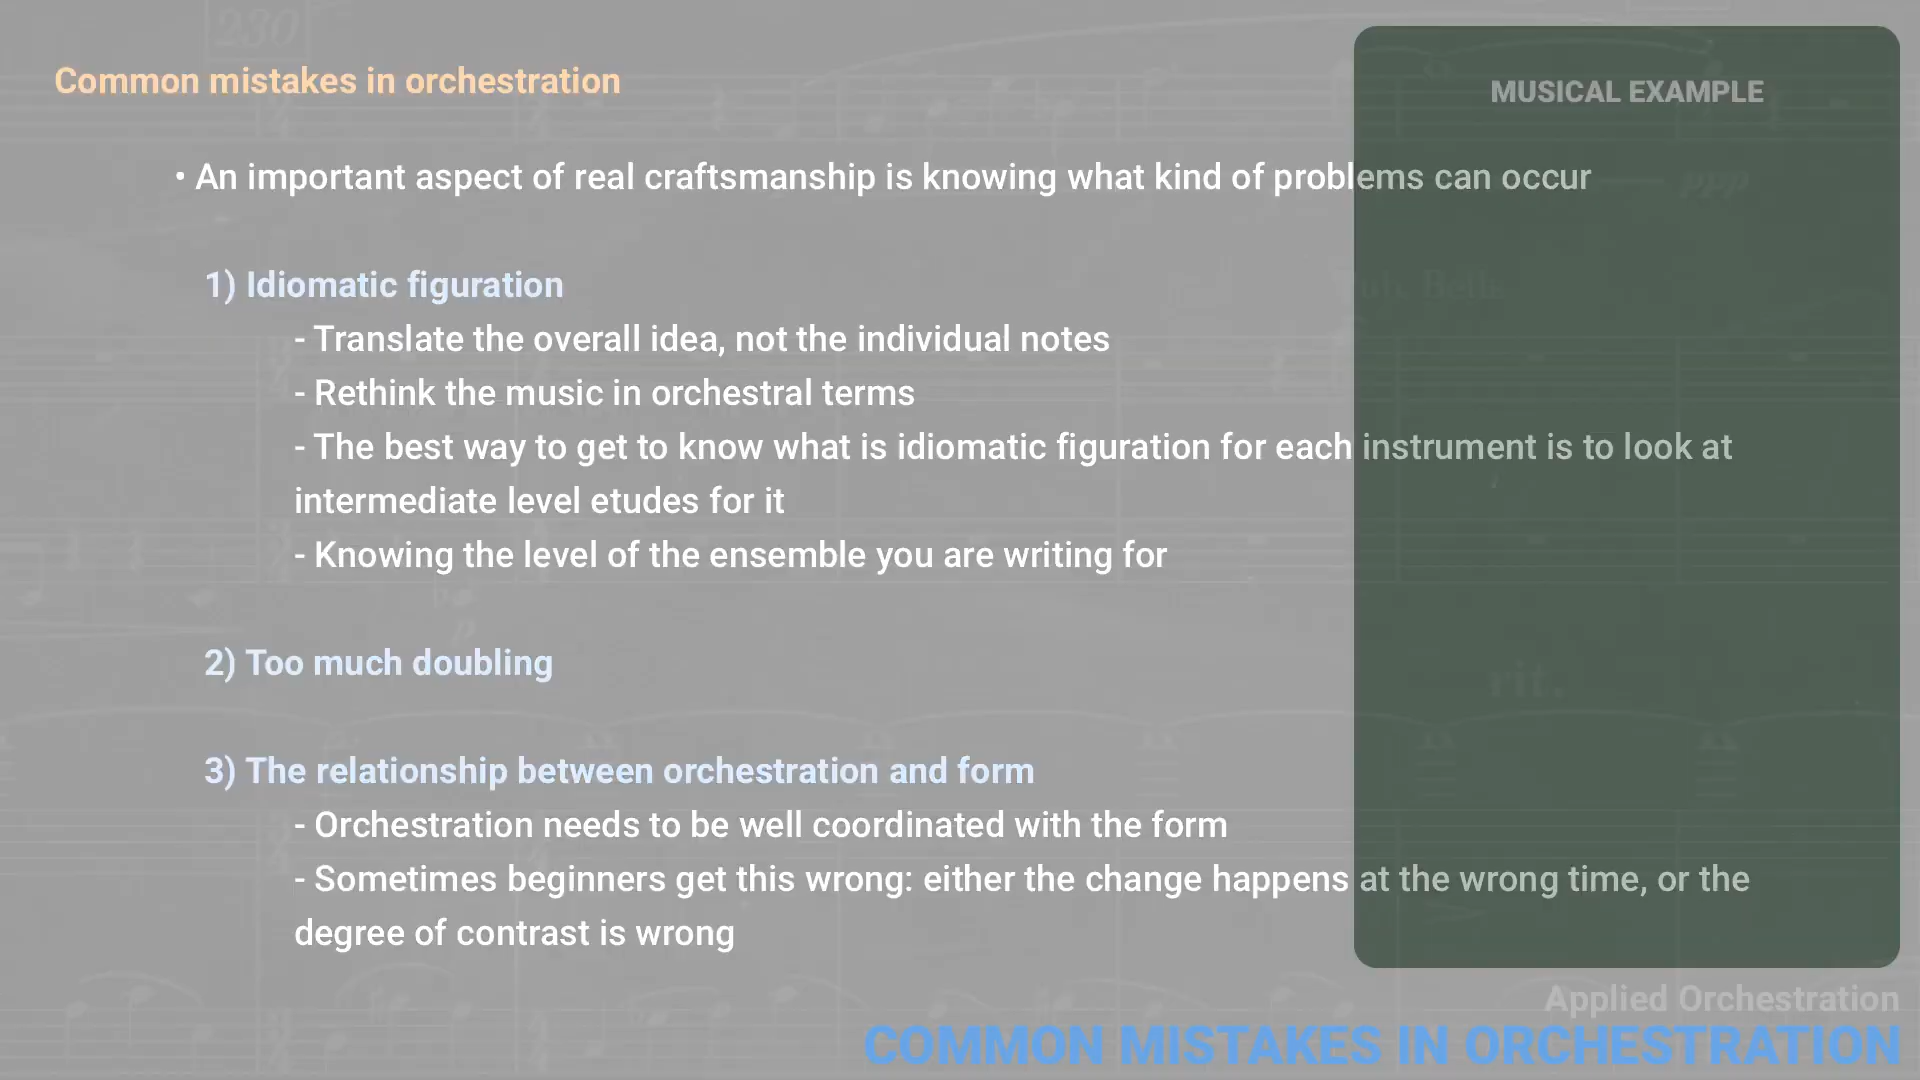 230
Common mistakes in orchestration
MUSICAL EXAMPLE
• An important aspect of real craftsmanship is knowing what kind of problems can occur
ppp
1) Idiomatic figuration
- Translate the overall idea, not the individual notes
- Rethink the music in orchestral terms
- The best way to get to know what is idiomatic figuration for each instrument is to look at
intermediate level etudes for it
- Knowing the level of the ensemble you are writing for
p
2) Too much doubling
rit.
3) The relationship between orchestration and form
- Orchestration needs to be well coordinated with the form
- Sometimes beginners get this wrong: either the change happens at the wrong time, or the
degree of contrast is wrong
Applied Orchestration
COMMON MISTAKES IN ORCHESTRATION